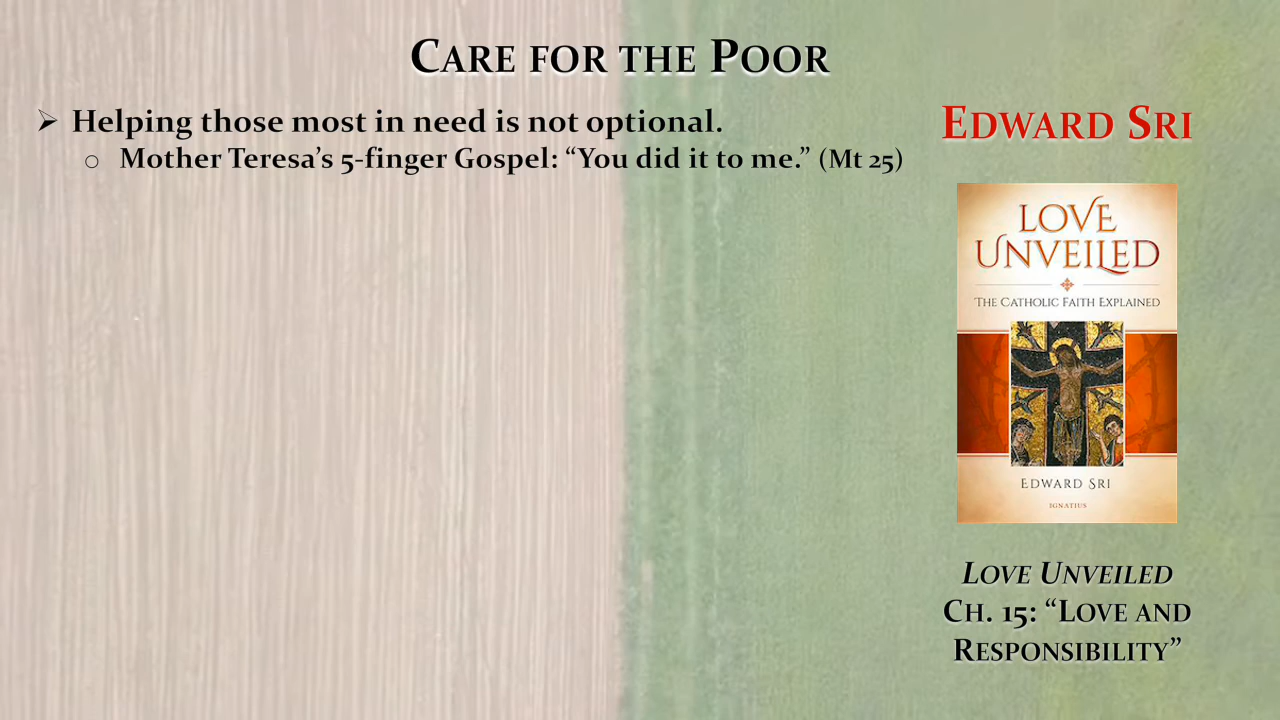 CARE FOR THE POOR
➢ Helping those most in need is not optional.
○ Mother Teresa’s 5-finger Gospel: “You did it to me.” (Mt 25)
EDWARD SRI
LOVE
UNVEILED
THE CATHOLIC FAITH EXPLAINED
EDWARD SRI
IGNATIUS
LOVE UNVEILED
CH. 15: “LOVE AND
RESPONSIBILITY”